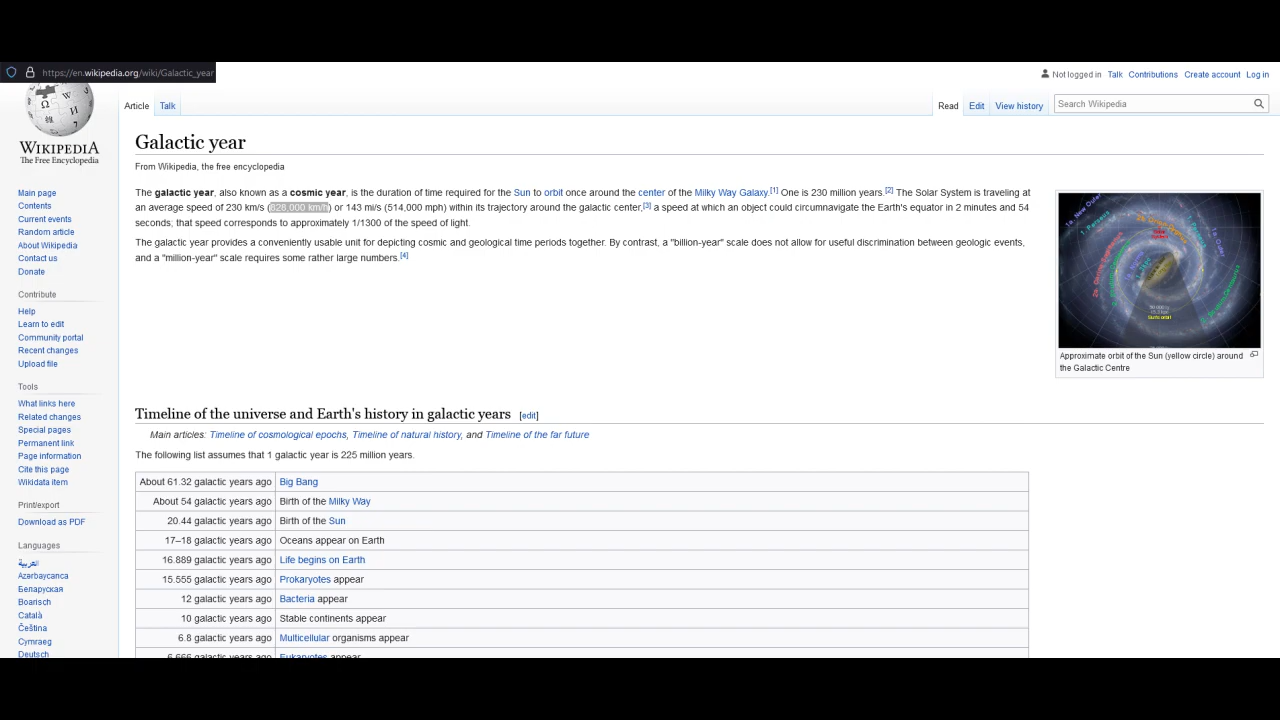 https://en.wikipedia.org/wiki/Galactic_year
Not logged in Talk Contributions Create account Log in
Article Talk
Read Edit View history
Search Wikipedia
WIKIPEDIA
The Free Encyclopedia
Main page
Contents
Current events
Random article
About Wikipedia
Contact us
Donate
Contribute
Help
Learn to edit
Community portal
Recent changes
Upload file
Tools
What links here
Related changes
Special pages
Permanent link
Page information
Cite this page
Wikidata item
Print/export
Download as PDF
Languages
العربية
Azərbaycanca
Беларуская
Boarisch
Català
Čeština
Cymraeg
Deutsch
Galactic year
From Wikipedia, the free encyclopedia
The galactic year, also known as a cosmic year, is the duration of time required for the Sun to orbit once around the center of the Milky Way Galaxy.[1] One is 230 million years.[2] The Solar System is traveling at
an average speed of 230 km/s (828,000 km/h) or 143 mi/s (514,000 mph) within its trajectory around the galactic center,[3] a speed at which an object could circumnavigate the Earth's equator in 2 minutes and 54
seconds; that speed corresponds to approximately 1/1300 of the speed of light.
The galactic year provides a conveniently usable unit for depicting cosmic and geological time periods together. By contrast, a "billion-year" scale does not allow for useful discrimination between geologic events,
and a "million-year" scale requires some rather large numbers.[4]
Approximate orbit of the Sun (yellow circle) around
the Galactic Centre
Timeline of the universe and Earth's history in galactic years [edit]
Main articles: Timeline of cosmological epochs, Timeline of natural history, and Timeline of the far future
The following list assumes that 1 galactic year is 225 million years.
About 61.32 galactic years ago Big Bang
About 54 galactic years ago Birth of the Milky Way
20.44 galactic years ago Birth of the Sun
17–18 galactic years ago Oceans appear on Earth
16.889 galactic years ago Life begins on Earth
15.555 galactic years ago Prokaryotes appear
12 galactic years ago Bacteria appear
10 galactic years ago Stable continents appear
6.8 galactic years ago Multicellular organisms appear
6.666 galactic years ago Eukaryotes appear